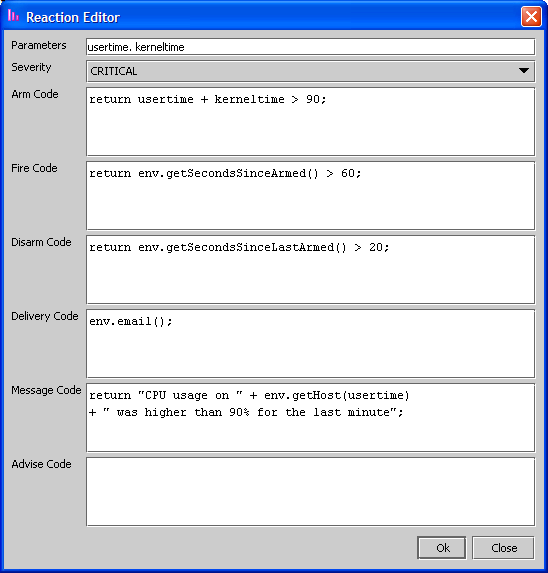 Reaction Editor
Parameters usertime. kerneltime
Severity CRITICAL
Arm Code return usertime + kerneltime > 90;
Fire Code return env.getSecondsSinceArmed() > 60;
Disarm Code return env.getSecondsSinceLastArmed() > 20;
Delivery Code env.email();
Message Code return "CPU usage on " + env.getHost(usertime)
+ " was higher than 90% for the last minute";
Advise Code
Ok Close